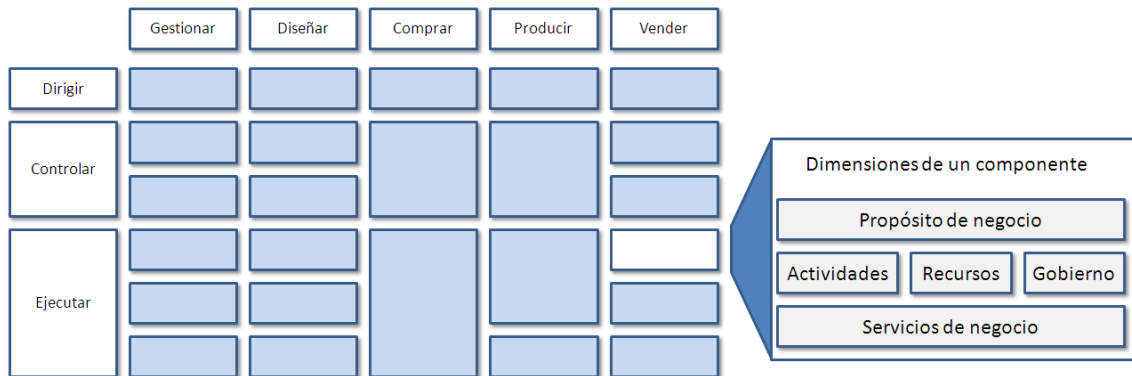 Gestionar
Diseñar
Comprar
Producir
Vender
Dirigir
Controlar
Ejecutar
Dimensiones de un componente
Propósito de negocio
Actividades
Recursos
Gobierno
Servicios de negocio